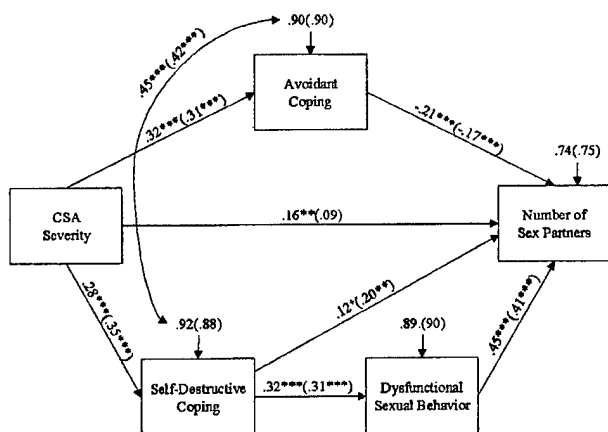 .90(.90)
.45***(.42***)
Avoidant
Coping
.32***(.31***)
-.21***(-.17***)
.74(.75)
CSA
Severity
.16**(.09)
Number of
Sex Partners
.28***(.35***)
.12*(.20**)
.45***(.41***)
.92(.88)
.89.(90)
Self-Destructive
Coping
.32***(.31***)
Dysfunctional
Sexual Behavior